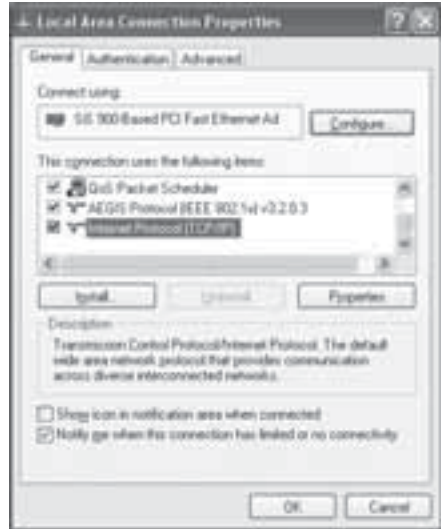 Local Area Connection Properties
General Authentication Advanced
Connect using:
SiS 900-Based PCI Fast Ethernet Ad
Configure...
This connection uses the following items:
QoS Packet Scheduler
AEGIS Protocol (IEEE 802.1x) v3.2.0.3
Internet Protocol (TCP/IP)
Install... Uninstall Properties
Description
Transmission Control Protocol/Internet Protocol. The default
wide area network protocol that provides communication
across diverse interconnected networks.
Show icon in notification area when connected
Notify me when this connection has limited or no connectivity
OK Cancel